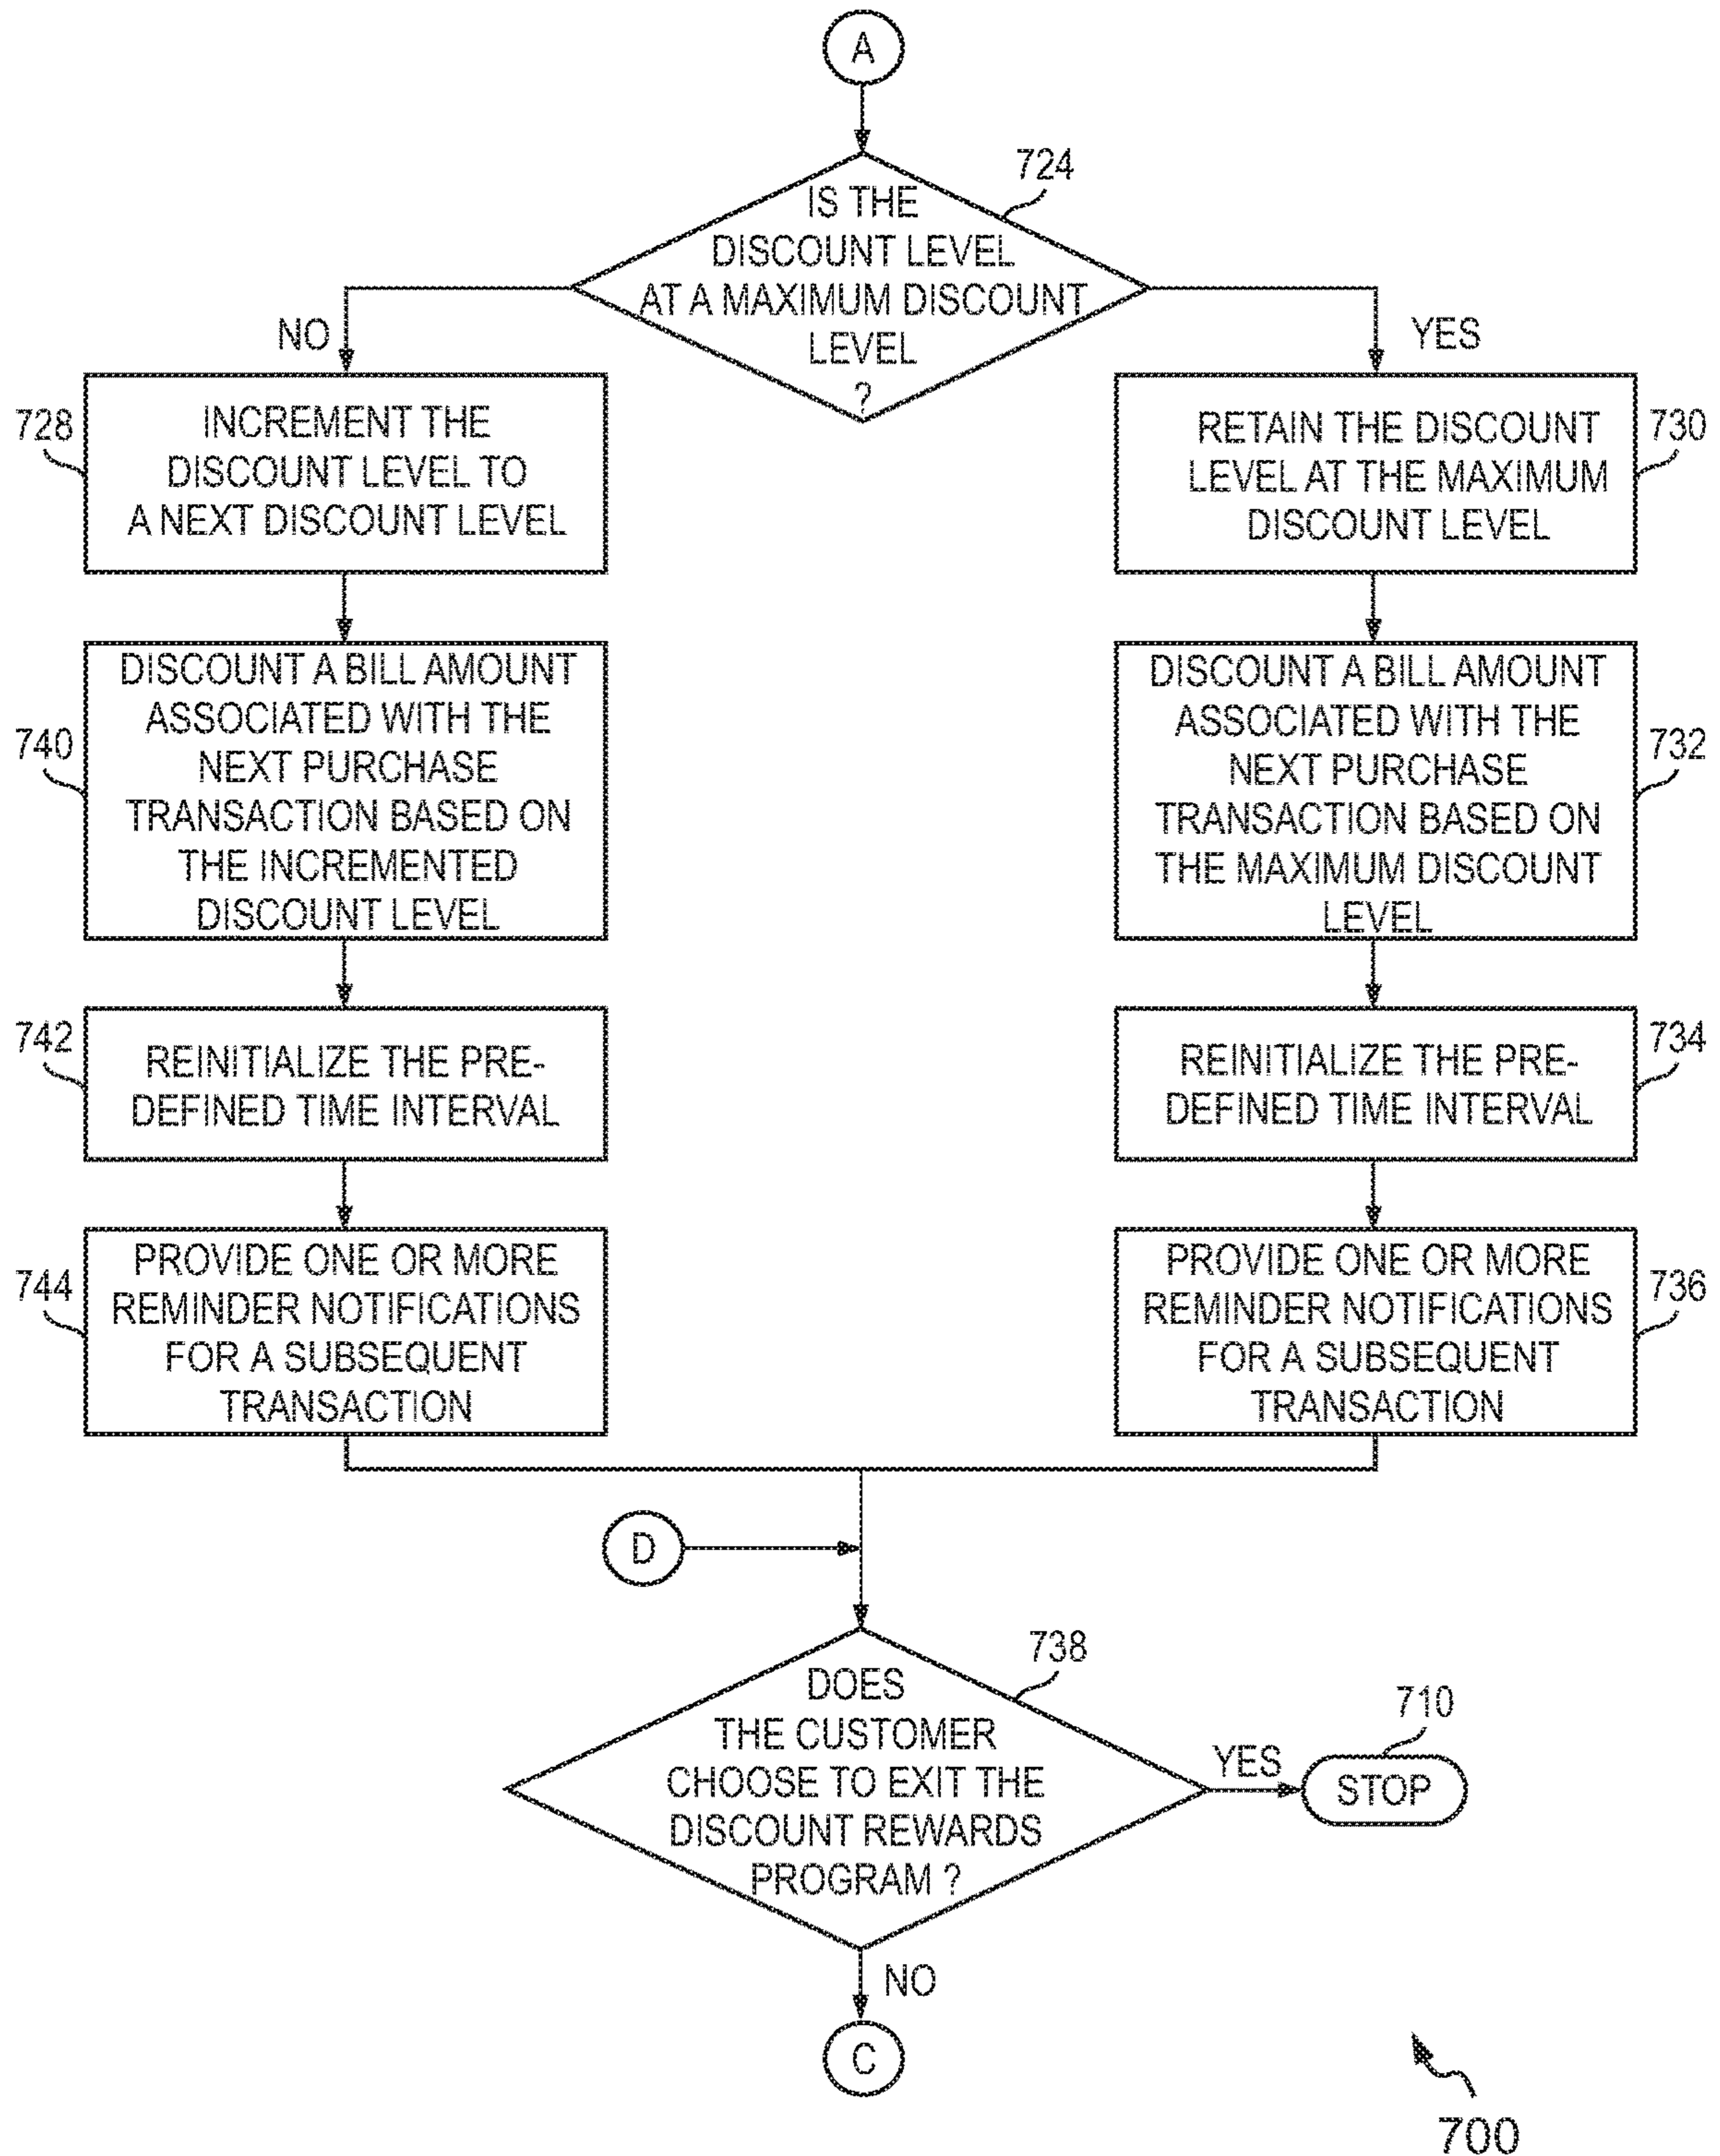 A
724
IS THE
DISCOUNT LEVEL
AT A MAXIMUM DISCOUNT
LEVEL
?
NO
YES
728
INCREMENT THE
DISCOUNT LEVEL TO
A NEXT DISCOUNT LEVEL
RETAIN THE DISCOUNT
LEVEL AT THE MAXIMUM
DISCOUNT LEVEL
730
740
DISCOUNT A BILL AMOUNT
ASSOCIATED WITH THE
NEXT PURCHASE
TRANSACTION BASED ON
THE INCREMENTED
DISCOUNT LEVEL
DISCOUNT A BILL AMOUNT
ASSOCIATED WITH THE
NEXT PURCHASE
TRANSACTION BASED ON
THE MAXIMUM DISCOUNT
LEVEL
732
742
REINITIALIZE THE PRE-
DEFINED TIME INTERVAL
REINITIALIZE THE PRE-
DEFINED TIME INTERVAL
734
744
PROVIDE ONE OR MORE
REMINDER NOTIFICATIONS
FOR A SUBSEQUENT
TRANSACTION
PROVIDE ONE OR MORE
REMINDER NOTIFICATIONS
FOR A SUBSEQUENT
TRANSACTION
736
D
738
DOES
THE CUSTOMER
CHOOSE TO EXIT THE
DISCOUNT REWARDS
PROGRAM ?
YES
710
STOP
NO
C
700